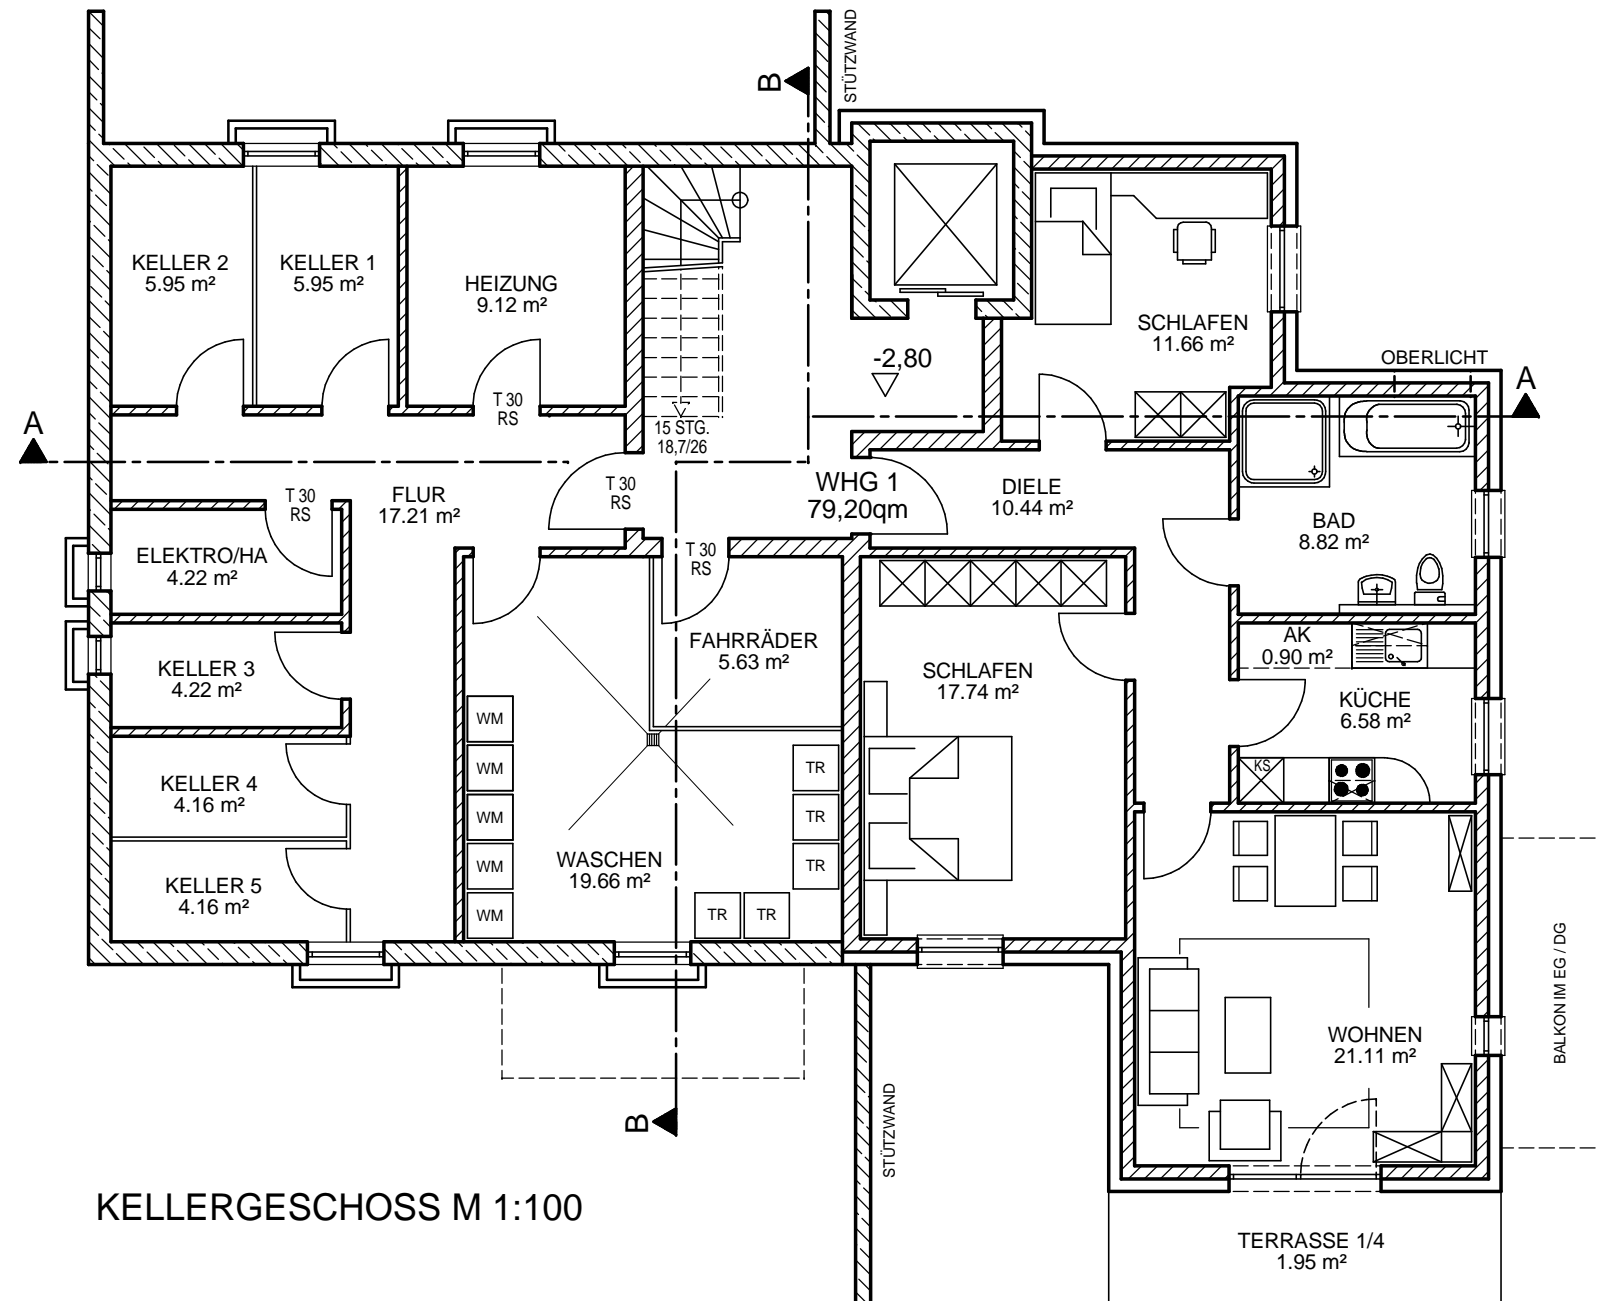 STÜTZWAND
B
KELLER 2
5.95 m²
KELLER 1
5.95 m²
HEIZUNG
9.12 m²
SCHLAFEN
11.66 m²
-2,80
OBERLICHT
A
A
T 30
RS
15 STG.
18,7/26
T 30
RS
FLUR
17.21 m²
T 30
RS
WHG 1
79,20qm
DIELE
10.44 m²
BAD
8.82 m²
ELEKTRO/HA
4.22 m²
T 30
RS
FAHRRÄDER
5.63 m²
AK
0.90 m²
KELLER 3
4.22 m²
SCHLAFEN
17.74 m²
KÜCHE
6.58 m²
WM
WM
WM
WM
WM
TR
TR
TR
TR
TR
KS
KELLER 4
4.16 m²
WASCHEN
19.66 m²
KELLER 5
4.16 m²
WOHNEN
21.11 m²
BALKON IM EG / DG
B
STÜTZWAND
KELLERGESCHOSS M 1:100
TERRASSE 1/4
1.95 m²